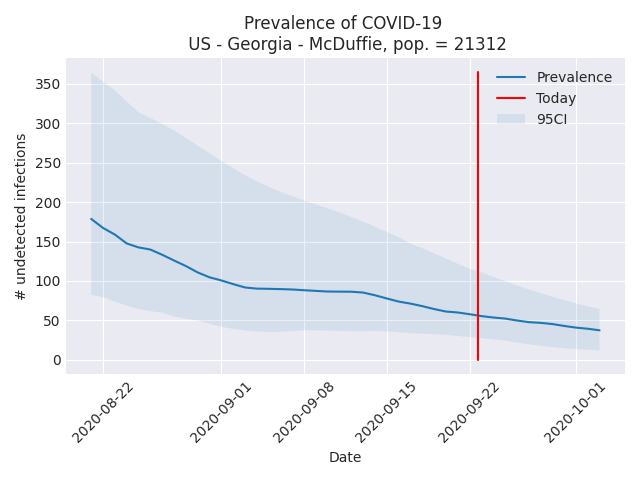 Prevalence of COVID-19
US - Georgia - McDuffie, pop. = 21312
Prevalence
Today
95CI
# undetected infections
350
300
250
200
150
100
50
0
2020-08-22
2020-09-01
2020-09-08
2020-09-15
2020-09-22
2020-10-01
Date